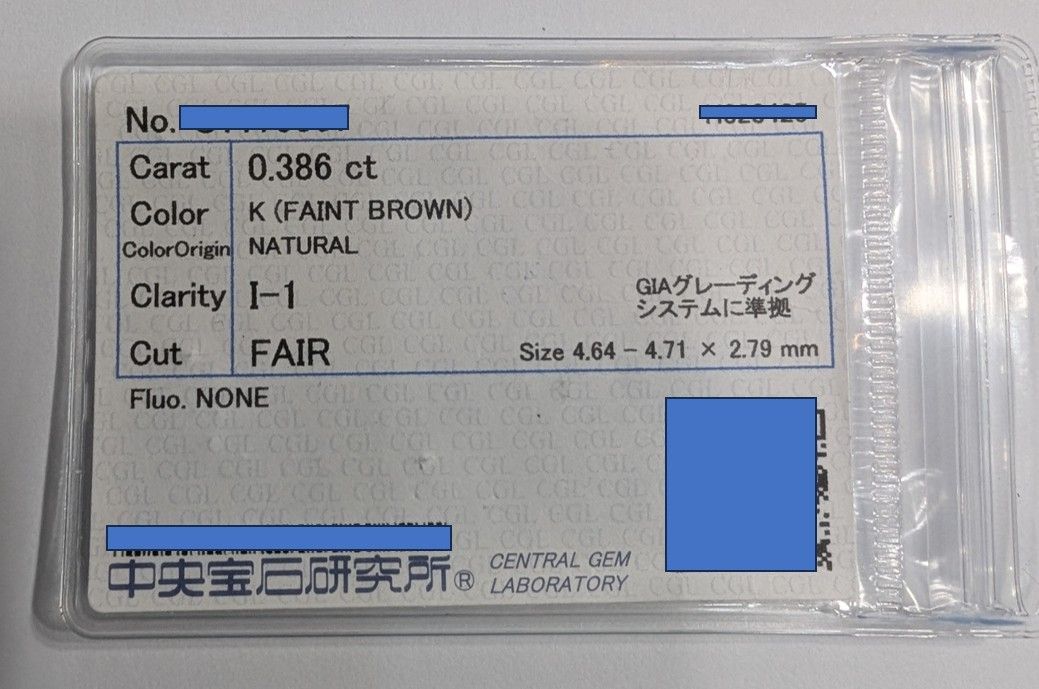 No.
Carat 0.386 ct
Color K (FAINT BROWN)
ColorOrigin NATURAL
Clarity I-1
GIAグレーディング
システムに準拠
Cut FAIR Size 4.64 - 4.71 × 2.79 mm
Fluo. NONE
中央宝石研究所® CENTRAL GEM
LABORATORY